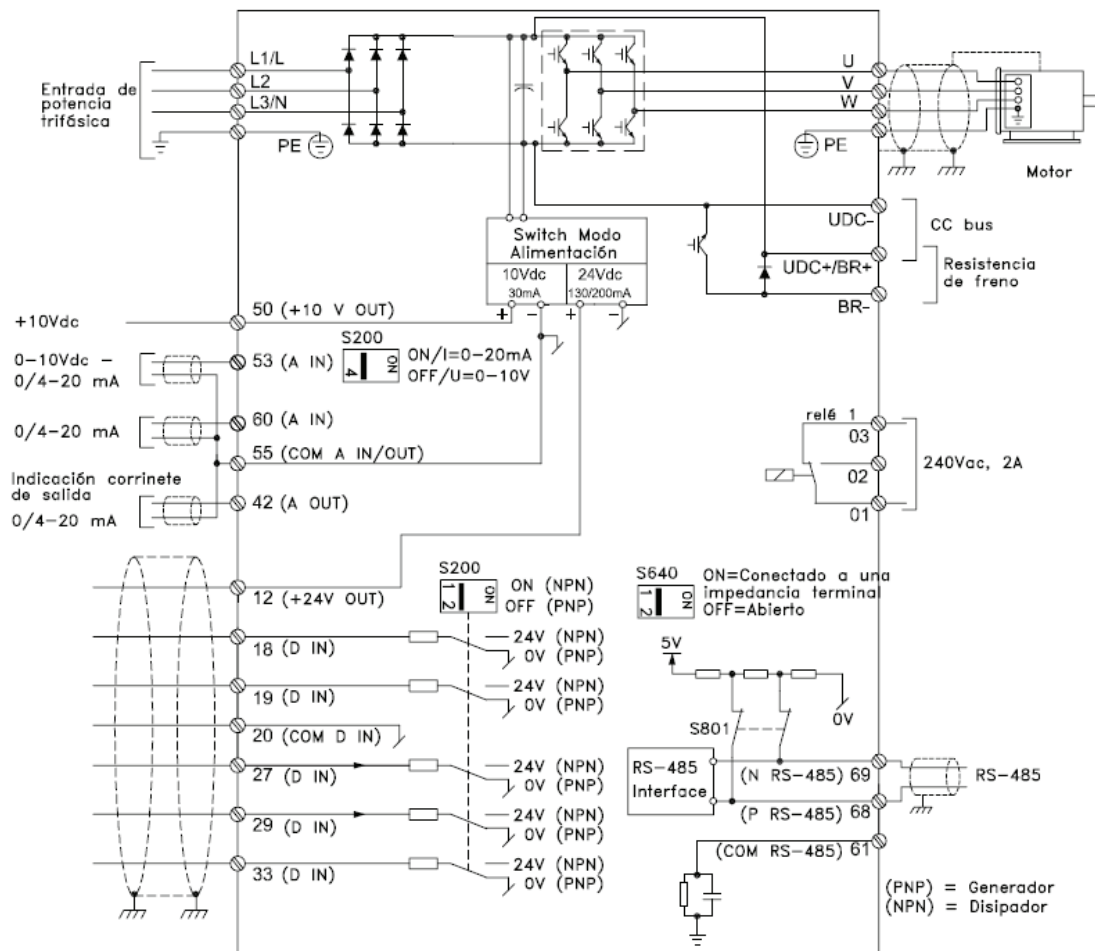 Entrada de
potencia
trifásica
L1/L
L2
L3/N
PE
U
V
W
PE
Motor
UDC-
CC bus
UDC+/BR+
Resistencia
de freno
BR-
Switch Modo
Alimentación
10Vdc
30mA
24Vdc
130/200mA
+ - + -
+10Vdc
50 (+10 V OUT)
0-10Vdc -
0/4-20 mA
53 (A IN)
S200
ON
4
ON/I=0-20mA
OFF/U=0-10V
0/4-20 mA
60 (A IN)
55 (COM A IN/OUT)
Indicación corrinete
de salida
0/4-20 mA
42 (A OUT)
relé 1
03
02
01
240Vac, 2A
12 (+24V OUT)
S200
ON
1 2
ON (NPN)
OFF (PNP)
18 (D IN)
24V (NPN)
0V (PNP)
19 (D IN)
24V (NPN)
0V (PNP)
20 (COM D IN)
27 (D IN)
24V (NPN)
0V (PNP)
29 (D IN)
24V (NPN)
0V (PNP)
33 (D IN)
24V (NPN)
0V (PNP)
S640
ON
1 2
ON=Conectado a una
impedancia terminal
OFF=Abierto
5V
0V
S801
RS-485
Interface
(N RS-485) 69
RS-485
(P RS-485) 68
(COM RS-485) 61
(PNP) = Generador
(NPN) = Disipador